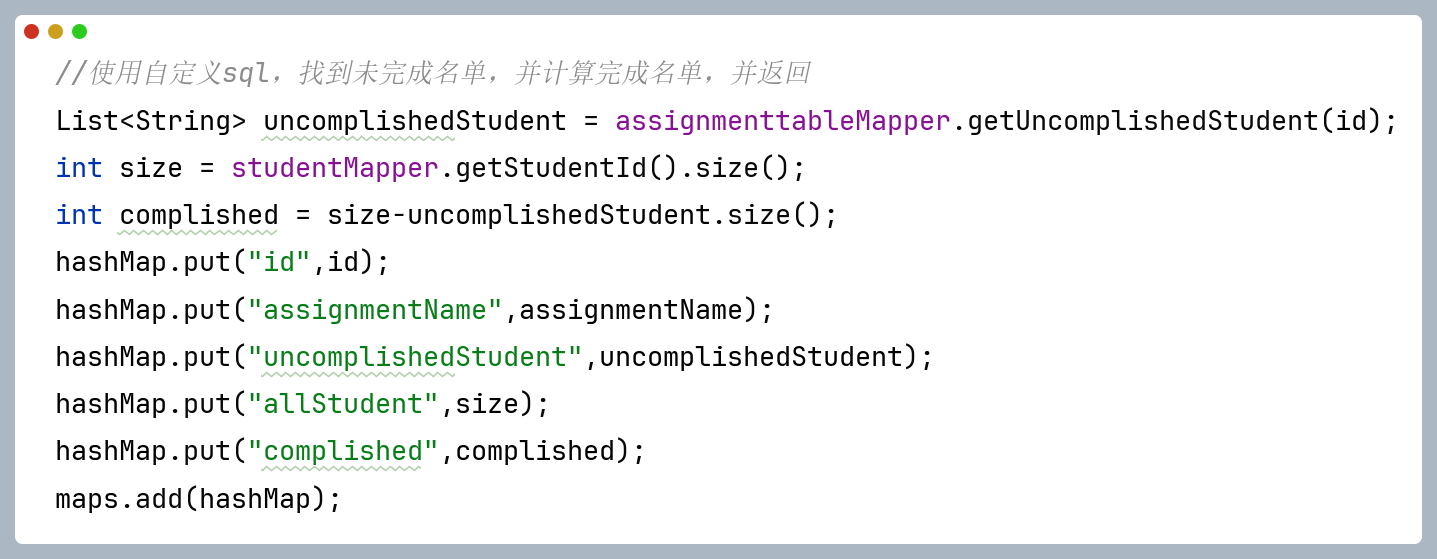 //使用自定义sql，找到未完成名单，并计算完成名单，并返回
List<String> uncomplishedStudent = assignmenttableMapper.getUncomplishedStudent(id);
int size = studentMapper.getStudentId().size();
int complished = size-uncomplishedStudent.size();
hashMap.put("id",id);
hashMap.put("assignmentName",assignmentName);
hashMap.put("uncomplishedStudent",uncomplishedStudent);
hashMap.put("allStudent",size);
hashMap.put("complished",complished);
maps.add(hashMap);